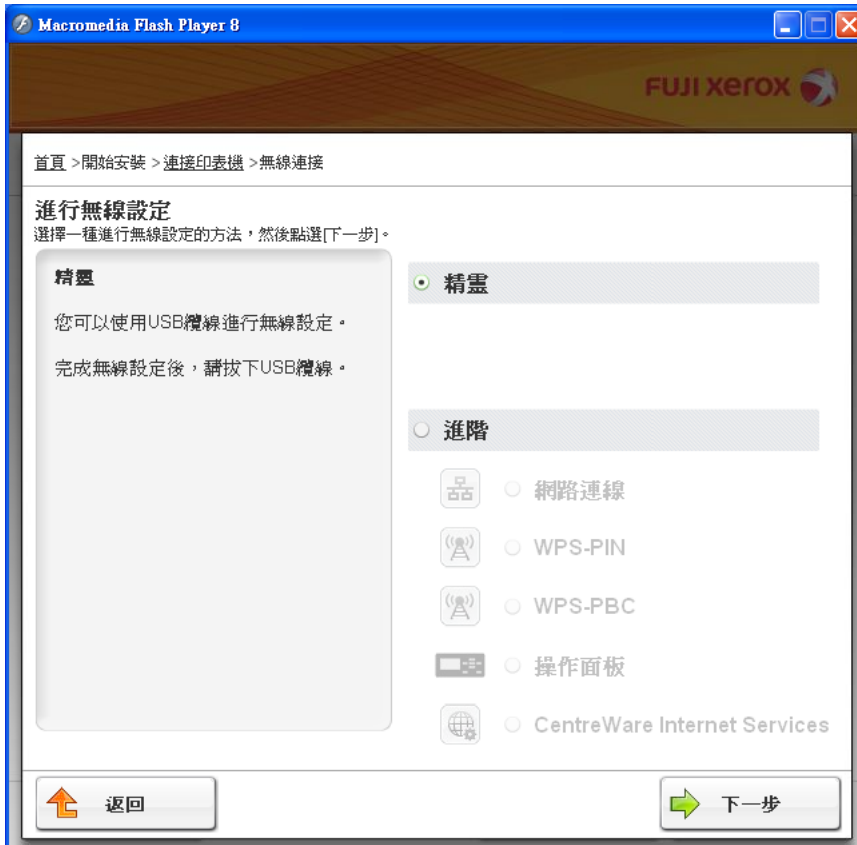 Macromedia Flash Player 8
FUJI xerox
首頁 >開始安裝 >連接印表機 >無線連接
進行無線設定
選擇一種進行無線設定的方法，然後點選[下一步]。
精靈
您可以使用USB纜線進行無線設定。
完成無線設定後，請拔下USB纜線。
精靈
進階
網路連線
WPS-PIN
WPS-PBC
操作面板
CentreWare Internet Services
返回
下一步